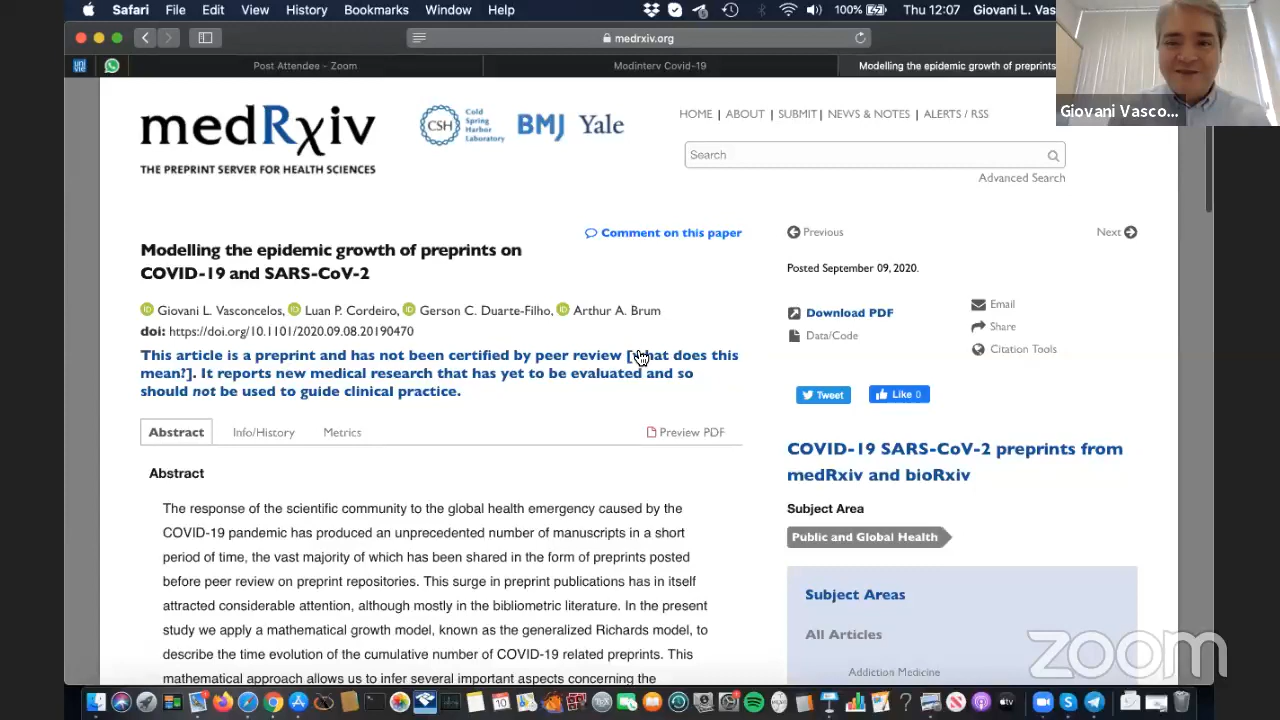 Safari File Edit View History Bookmarks Window Help 100% Thu 12:07 Giovani L. Vas
medrxiv.org
Post Attendee - Zoom Modinterv Covid-19 Modelling the epidemic growth of preprints
Giovani Vasco...
medRxiv
THE PREPRINT SERVER FOR HEALTH SCIENCES
CSH Cold Spring Harbor Laboratory BMJ Yale
HOME | ABOUT | SUBMIT | NEWS & NOTES | ALERTS / RSS
Search
Advanced Search
Comment on this paper
Previous Next
Modelling the epidemic growth of preprints on
COVID-19 and SARS-CoV-2
Posted September 09, 2020.
Giovani L. Vasconcelos, Luan P. Cordeiro, Gerson C. Duarte-Filho, Arthur A. Brum
doi: https://doi.org/10.1101/2020.09.08.20190470
This article is a preprint and has not been certified by peer review [what does this
mean?]. It reports new medical research that has yet to be evaluated and so
should not be used to guide clinical practice.
Download PDF
Data/Code
Email
Share
Citation Tools
Tweet Like 0
Abstract Info/History Metrics Preview PDF
Abstract
The response of the scientific community to the global health emergency caused by the
COVID-19 pandemic has produced an unprecedented number of manuscripts in a short
period of time, the vast majority of which has been shared in the form of preprints posted
before peer review on preprint repositories. This surge in preprint publications has in itself
attracted considerable attention, although mostly in the bibliometric literature. In the present
study we apply a mathematical growth model, known as the generalized Richards model, to
describe the time evolution of the cumulative number of COVID-19 related preprints. This
mathematical approach allows us to infer several important aspects concerning the
COVID-19 SARS-CoV-2 preprints from
medRxiv and bioRxiv
Subject Area
Public and Global Health
Subject Areas
All Articles
Addiction Medicine
zoom